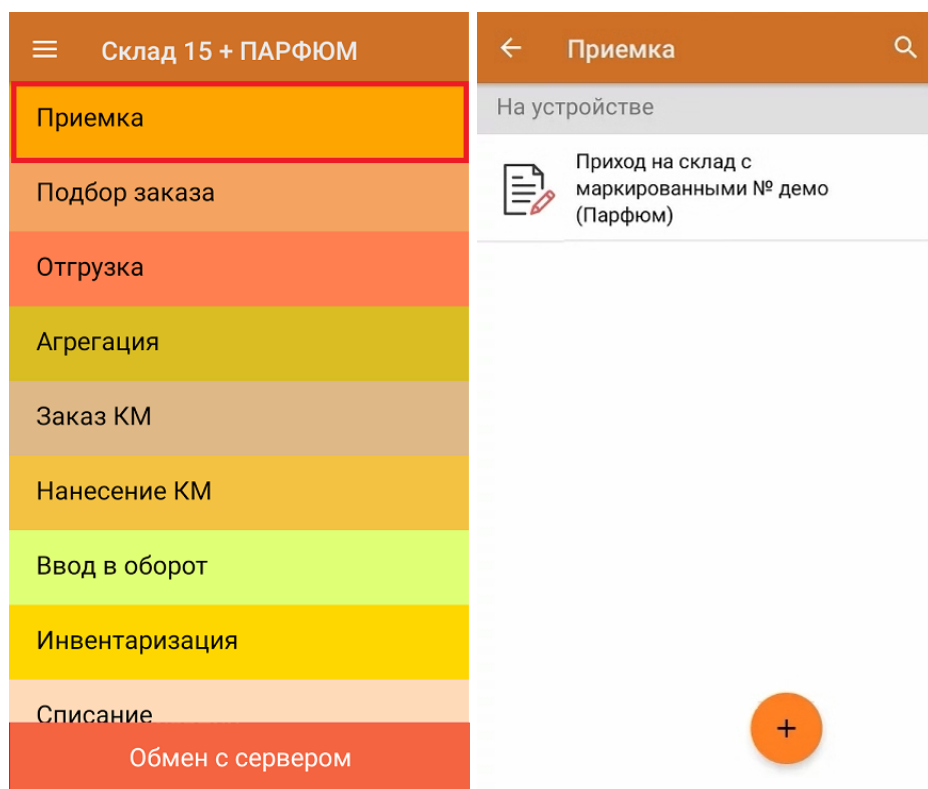 Склад 15 + ПАРФЮМ
Приемка
Подбор заказа
Отгрузка
Агрегация
Заказ КМ
Нанесение КМ
Ввод в оборот
Инвентаризация
Списание
Обмен с сервером
Приемка
На устройстве
Приход на склад с
маркированными № демо
(Парфюм)